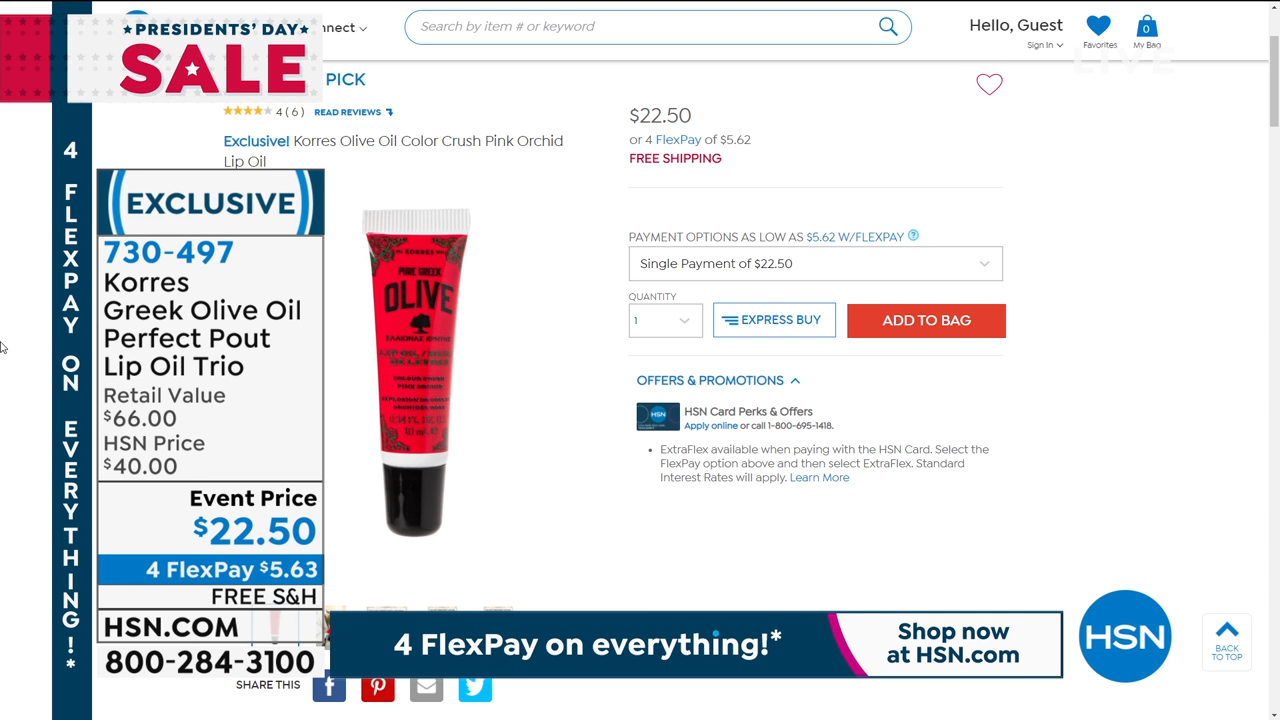 ★PRESIDENTS' DAY★
SALE
nnect
Search by item # or keyword
Hello, Guest
Sign In
Favorites
0
My Bag
LIVE
PICK
4 ( 6 ) READ REVIEWS
Exclusive! Korres Olive Oil Color Crush Pink Orchid
Lip Oil
$22.50
or 4 FlexPay of $5.62
FREE SHIPPING
PAYMENT OPTIONS AS LOW AS $5.62 W/FLEXPAY
Single Payment of $22.50
QUANTITY
1
EXPRESS BUY
ADD TO BAG
OFFERS & PROMOTIONS
HSN
HSN Card Perks & Offers
Apply online or call 1-800-695-1418.
• ExtraFlex available when paying with the HSN Card. Select the
FlexPay option above and then select ExtraFlex. Standard
Interest Rates will apply. Learn More
4 FLEXPAY ON EVERYTHING!*
EXCLUSIVE
730-497
Korres
Greek Olive Oil
Perfect Pout
Lip Oil Trio
Retail Value
$66.00
HSN Price
$40.00
Event Price
$22.50
4 FlexPay $5.63
FREE S&H
HSN.COM
800-284-3100
KORRES
PURE GREEK
OLIVE
4 FlexPay on everything!*
Shop now
at HSN.com
HSN
BACK
TO TOP
SHARE THIS